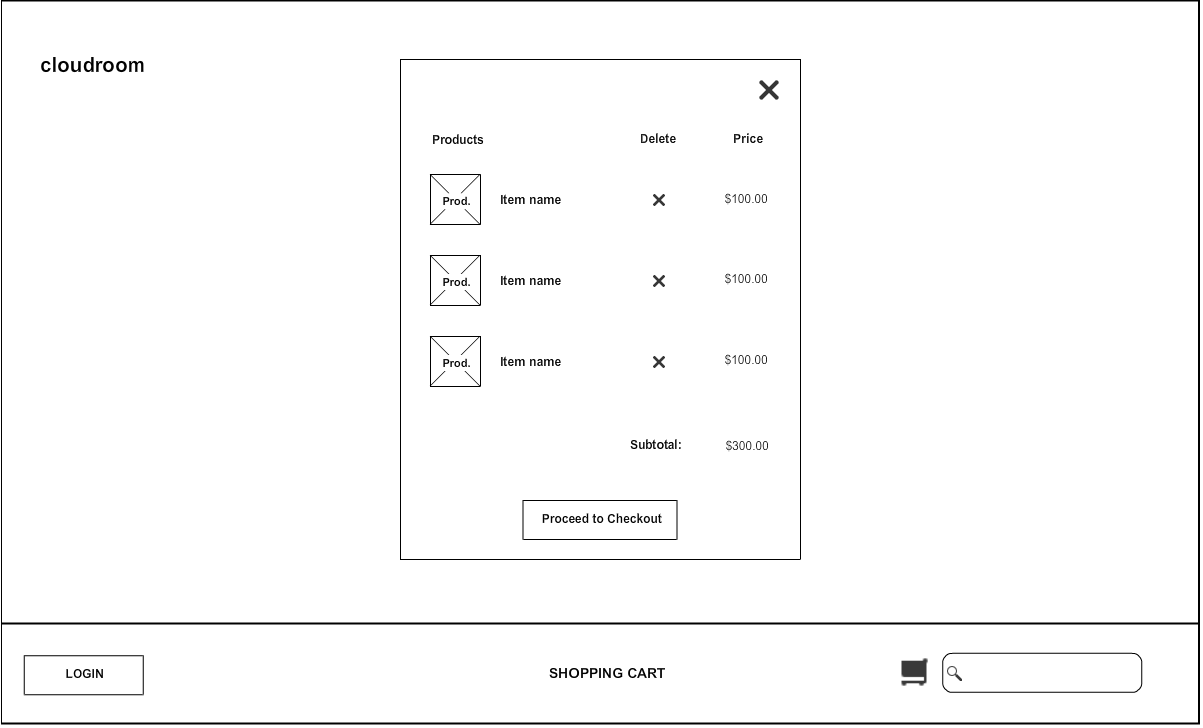 cloudroom
Products Delete Price
Prod. Item name $100.00
Prod. Item name $100.00
Prod. Item name $100.00
Subtotal: $300.00
Proceed to Checkout
LOGIN SHOPPING CART